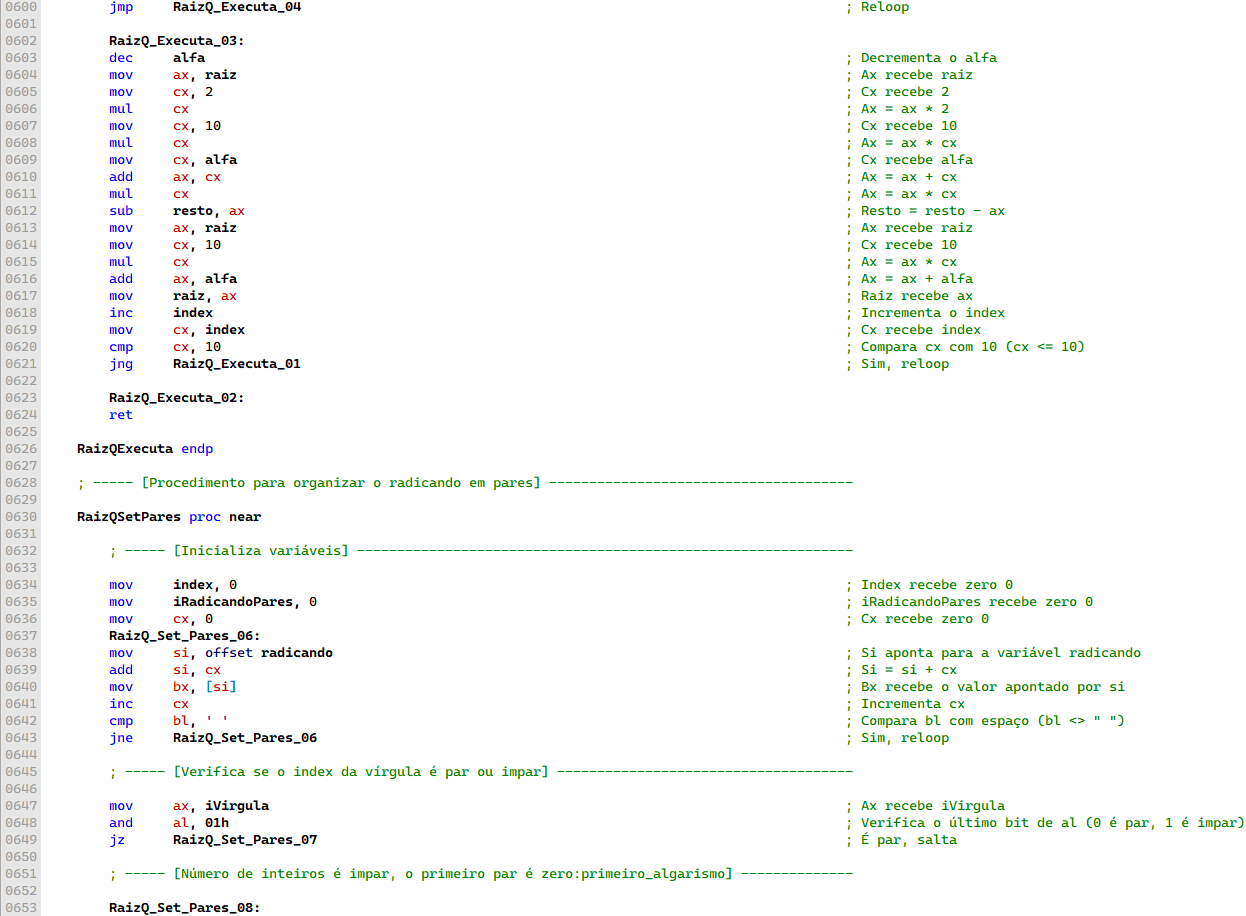 0600 jmp RaizQ_Executa_04 ; Reloop
0601
0602 RaizQ_Executa_03:
0603 dec alfa ; Decrementa o alfa
0604 mov ax, raiz ; Ax recebe raiz
0605 mov cx, 2 ; Cx recebe 2
0606 mul cx ; Ax = ax * 2
0607 mov cx, 10 ; Cx recebe 10
0608 mul cx ; Ax = ax * cx
0609 mov cx, alfa ; Cx recebe alfa
0610 add ax, cx ; Ax = ax + cx
0611 mul cx ; Ax = ax * cx
0612 sub resto, ax ; Resto = resto - ax
0613 mov ax, raiz ; Ax recebe raiz
0614 mov cx, 10 ; Cx recebe 10
0615 mul cx ; Ax = ax * cx
0616 add ax, alfa ; Ax = ax + alfa
0617 mov raiz, ax ; Raiz recebe ax
0618 inc index ; Incrementa o index
0619 mov cx, index ; Cx recebe index
0620 cmp cx, 10 ; Compara cx com 10 (cx <= 10)
0621 jng RaizQ_Executa_01 ; Sim, reloop
0622
0623 RaizQ_Executa_02:
0624 ret
0625
0626 RaizQExecuta endp
0627
0628 ; ----- [Procedimento para organizar o radicando em pares] --------------------------------------
0629
0630 RaizQSetPares proc near
0631
0632 ; ----- [Inicializa variáveis] --------------------------------------------------------------
0633
0634 mov index, 0 ; Index recebe zero 0
0635 mov iRadicandoPares, 0 ; iRadicandoPares recebe zero 0
0636 mov cx, 0 ; Cx recebe zero 0
0637 RaizQ_Set_Pares_06:
0638 mov si, offset radicando ; Si aponta para a variável radicando
0639 add si, cx ; Si = si + cx
0640 mov bx, [si] ; Bx recebe o valor apontado por si
0641 inc cx ; Incrementa cx
0642 cmp bl, ' ' ; Compara bl com espaço (bl <> " ")
0643 jne RaizQ_Set_Pares_06 ; Sim, reloop
0644
0645 ; ----- [Verifica se o index da vírgula é par ou impar] -------------------------------------
0646
0647 mov ax, iVirgula ; Ax recebe iVirgula
0648 and al, 01h ; Verifica o último bit de al (0 é par, 1 é impar)
0649 jz RaizQ_Set_Pares_07 ; É par, salta
0650
0651 ; ----- [Número de inteiros é impar, o primeiro par é zero:primeiro_algarismo] --------------
0652
0653 RaizQ_Set_Pares_08: